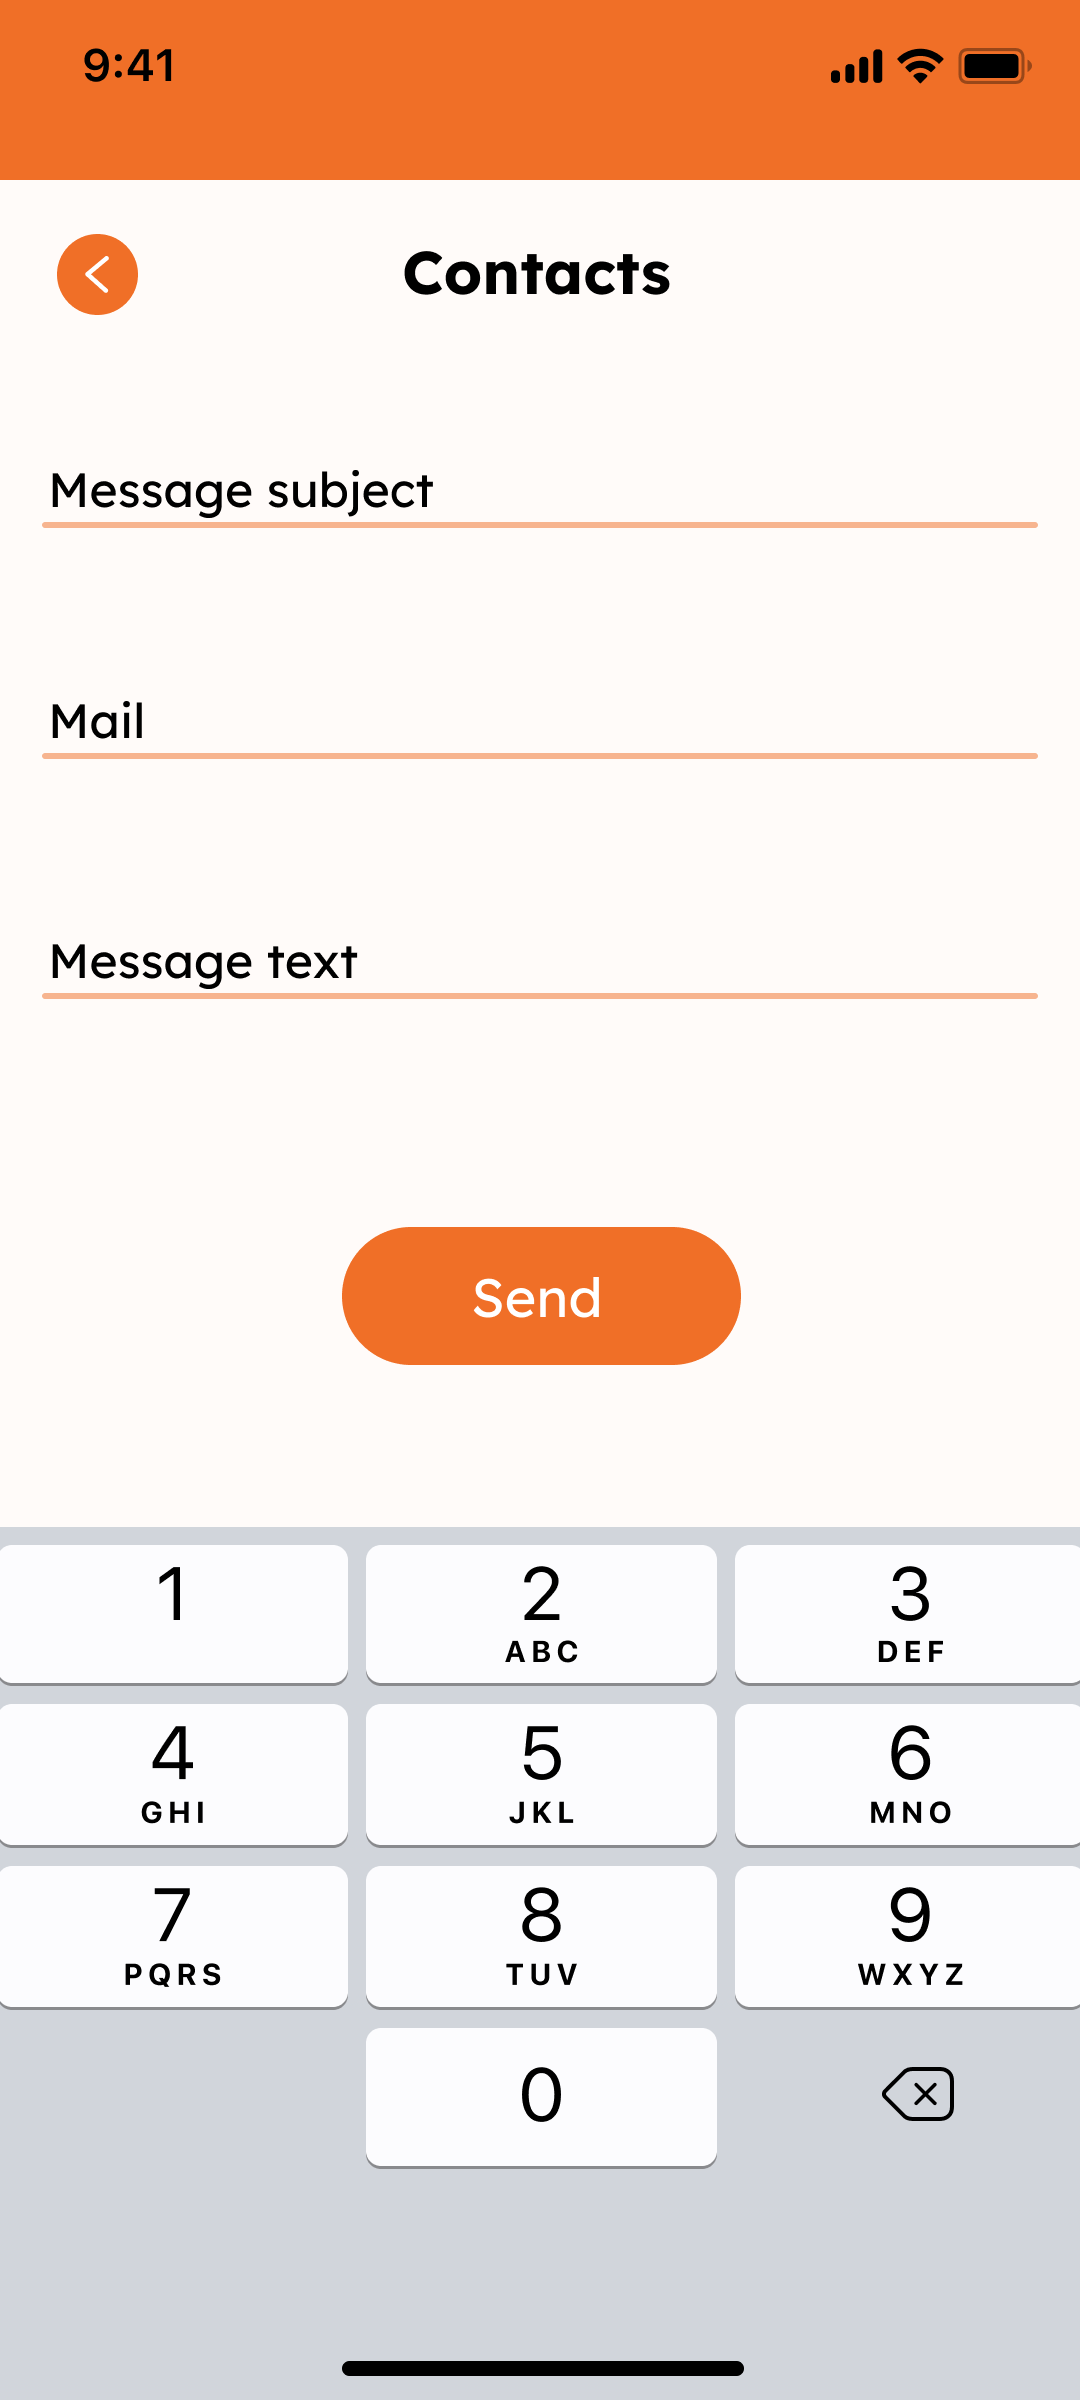 9:41
Contacts
Message subject
Mail
Message text
Send
1 2 3
ABC DEF
4 5 6
GHI JKL MNO
7 8 9
PQRS TUV WXYZ
0